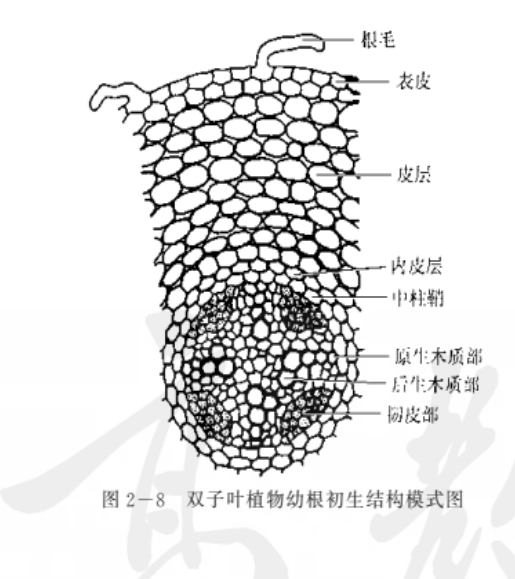 根毛
表皮
皮层
内皮层
中柱鞘
原生木质部
后生木质部
韧皮部
图 2－8 双子叶植物幼根初生结构模式图